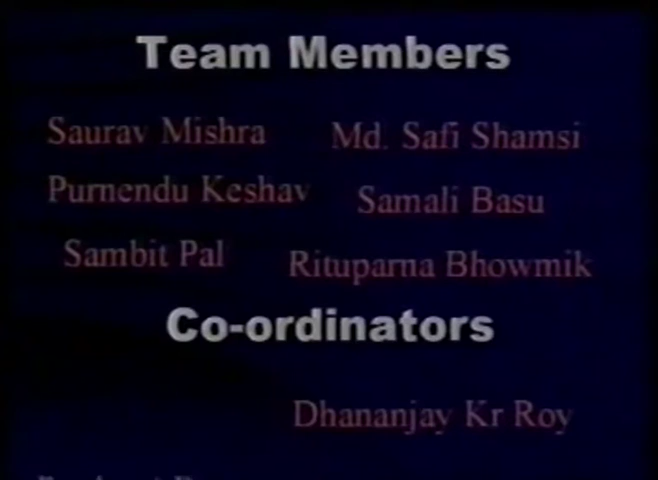 Team Members
Saurav Mishra Md. Safi Shamsi
Purnendu Keshav Samali Basu
Sambit Pal Rituparna Bhowmik
Co-ordinators
Dhananjay Kr Roy